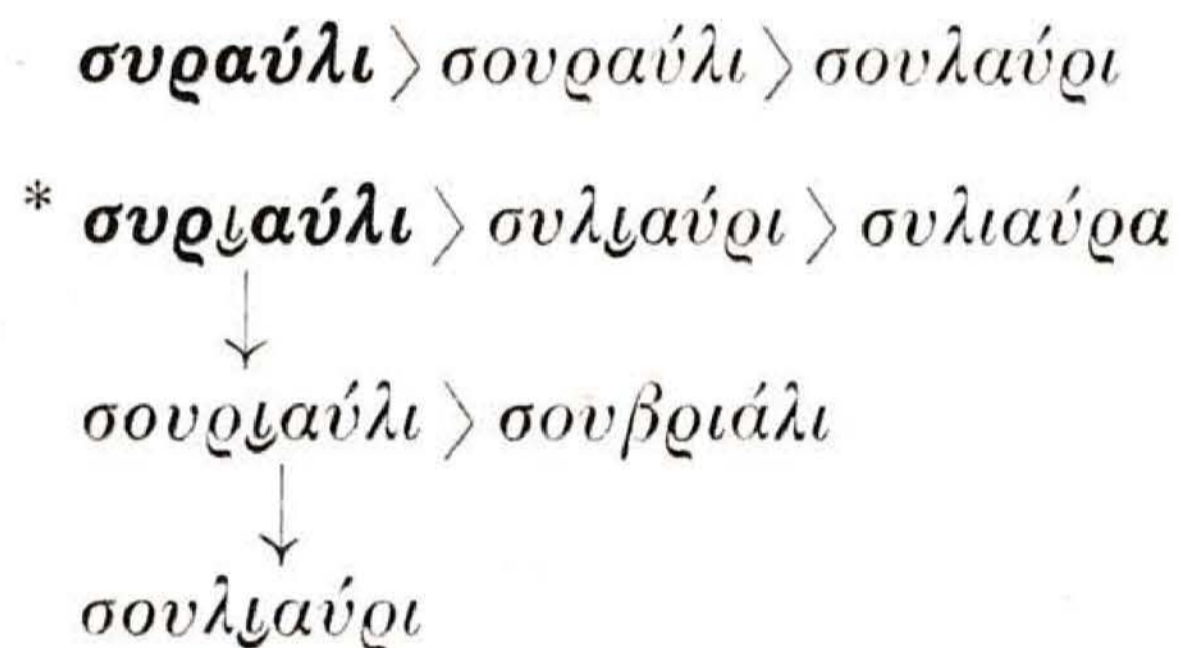 συραύλι > σουραύλι > σουλαύρι
* συρι̮αύλι > συλι̮αύρι > συλιαύρα
↓
σουρι̮αύλι > σουβριάλι
↓
σουλι̮αύρι